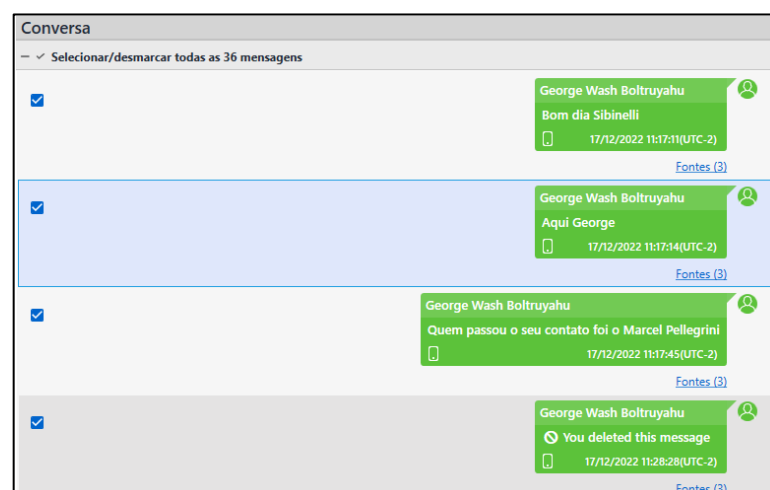 Conversa
Selecionar/desmarcar todas as 36 mensagens
George Wash Boltruyahu
Bom dia Sibinelli
17/12/2022 11:17:11(UTC-2)
Fontes (3)
George Wash Boltruyahu
Aqui George
17/12/2022 11:17:14(UTC-2)
Fontes (3)
George Wash Boltruyahu
Quem passou o seu contato foi o Marcel Pellegrini
17/12/2022 11:17:45(UTC-2)
Fontes (3)
George Wash Boltruyahu
You deleted this message
17/12/2022 11:28:28(UTC-2)
Fontes (3)